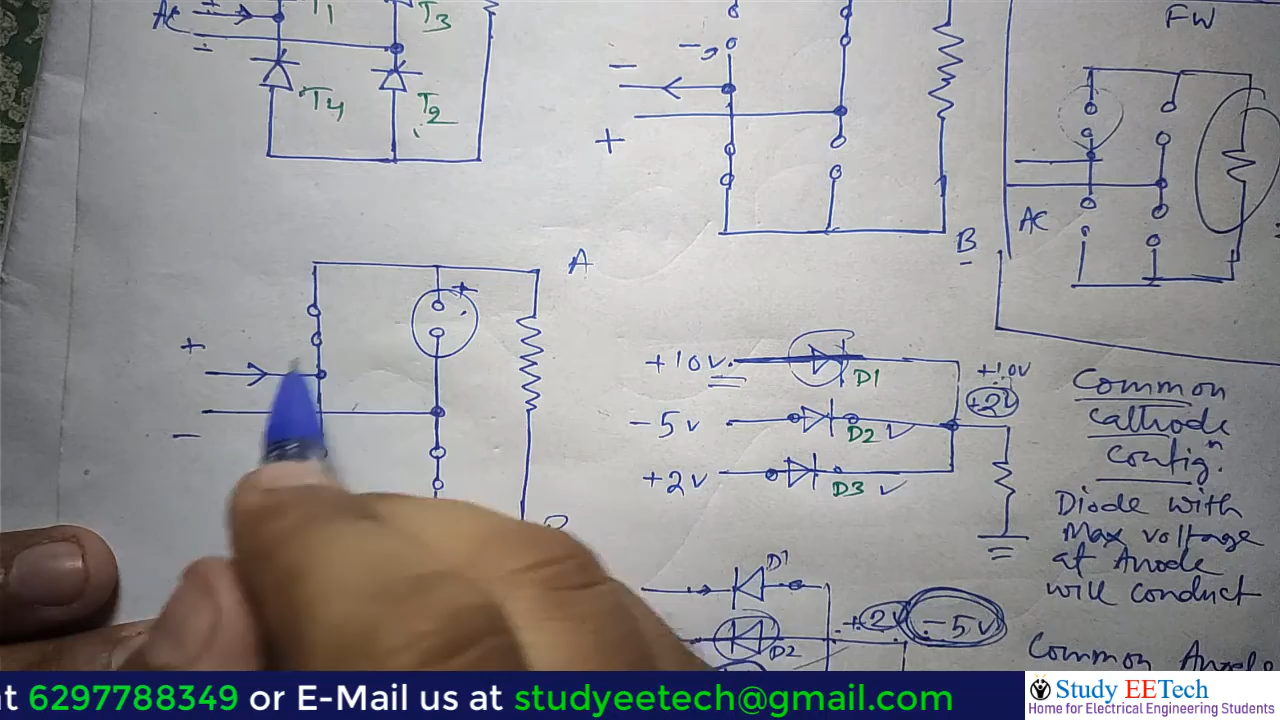 T1
T3
AC
+
-
T4
T2
-
-
+
B
FW
AC
A
+
+
-
+10V.
D1
+10V
+2V
-5V
D2
+2V
D3
Common
Cathode
Configⁿ.
Diode with
Max voltage
at Anode
will conduct
D1
+2V
-5V
D2
Common Anode
at 6297788349 or E-Mail us at studyeetech@gmail.com
Study EETech
Home for Electrical Engineering Students